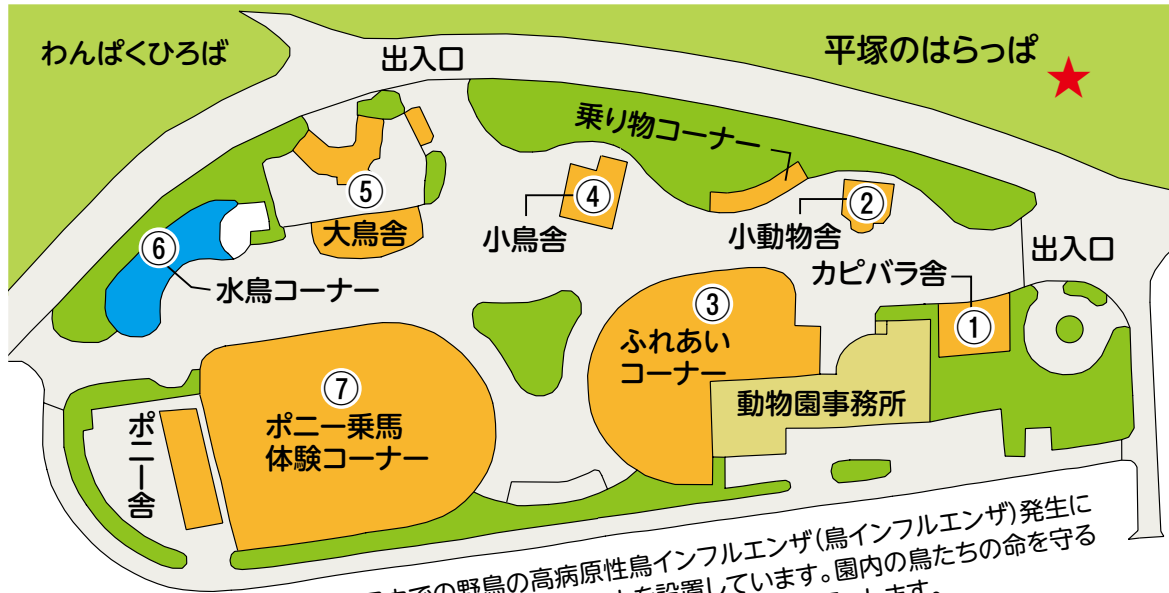 わんぱくひろば
出入口
平塚のはらっぱ
乗り物コーナー
⑤
大鳥舎
④
小鳥舎
②
小動物舎
出入口
⑥
水鳥コーナー
カピバラ舎
①
③
ふれあい
コーナー
動物園事務所
⑦
ポニー乗馬
体験コーナー
ポニー舎
での野鳥の高病原性鳥インフルエンザ(鳥インフルエンザ)発生に
を設置しています。園内の鳥たちの命を守る
します。